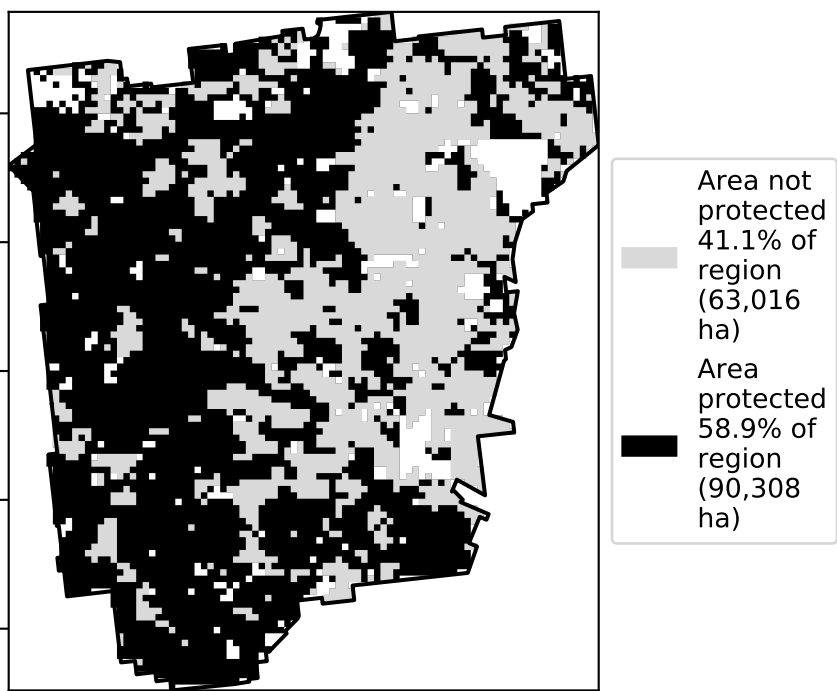 Area not
protected
41.1% of
region
(63,016
ha)
Area
protected
58.9% of
region
(90,308
ha)